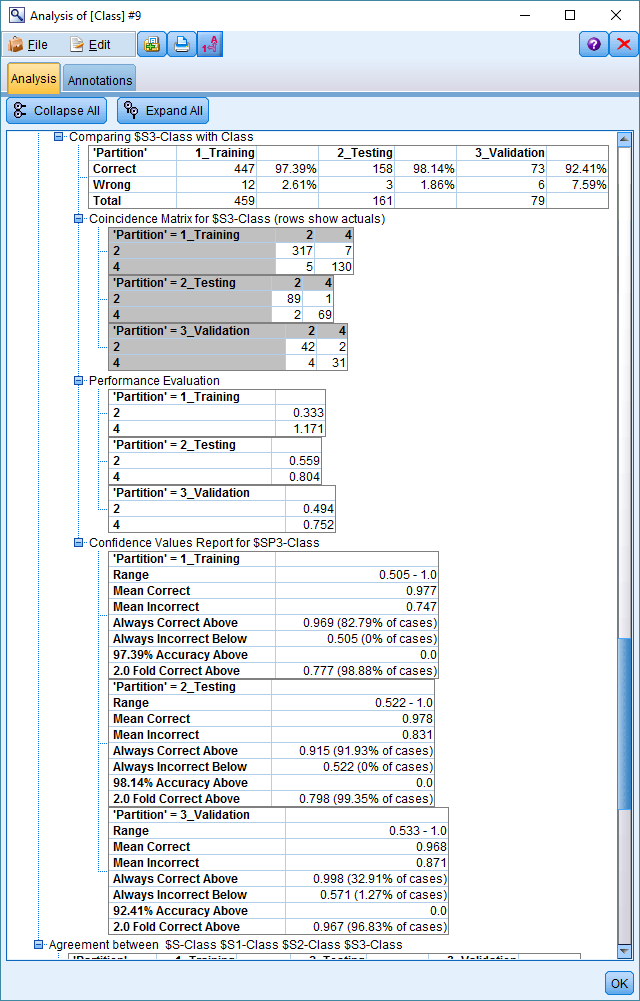 Analysis of [Class] #9
File Edit
Analysis Annotations
Collapse All Expand All
Comparing $S3-Class with Class
'Partition' 1_Training 2_Testing 3_Validation
Correct 447 97.39% 158 98.14% 73 92.41%
Wrong 12 2.61% 3 1.86% 6 7.59%
Total 459 161 79
Coincidence Matrix for $S3-Class (rows show actuals)
'Partition' = 1_Training 2 4
2 317 7
4 5 130
'Partition' = 2_Testing 2 4
2 89 1
4 2 69
'Partition' = 3_Validation 2 4
2 42 2
4 4 31
Performance Evaluation
'Partition' = 1_Training
2 0.333
4 1.171
'Partition' = 2_Testing
2 0.559
4 0.804
'Partition' = 3_Validation
2 0.494
4 0.752
Confidence Values Report for $SP3-Class
'Partition' = 1_Training
Range 0.505 - 1.0
Mean Correct 0.977
Mean Incorrect 0.747
Always Correct Above 0.969 (82.79% of cases)
Always Incorrect Below 0.505 (0% of cases)
97.39% Accuracy Above 0.0
2.0 Fold Correct Above 0.777 (98.88% of cases)
'Partition' = 2_Testing
Range 0.522 - 1.0
Mean Correct 0.978
Mean Incorrect 0.831
Always Correct Above 0.915 (91.93% of cases)
Always Incorrect Below 0.522 (0% of cases)
98.14% Accuracy Above 0.0
2.0 Fold Correct Above 0.798 (99.35% of cases)
'Partition' = 3_Validation
Range 0.533 - 1.0
Mean Correct 0.968
Mean Incorrect 0.871
Always Correct Above 0.998 (32.91% of cases)
Always Incorrect Below 0.571 (1.27% of cases)
92.41% Accuracy Above 0.0
2.0 Fold Correct Above 0.967 (96.83% of cases)
Agreement between $S-Class $S1-Class $S2-Class $S3-Class
'Partition' 1_Training 2_Testing 3_Validation
OK